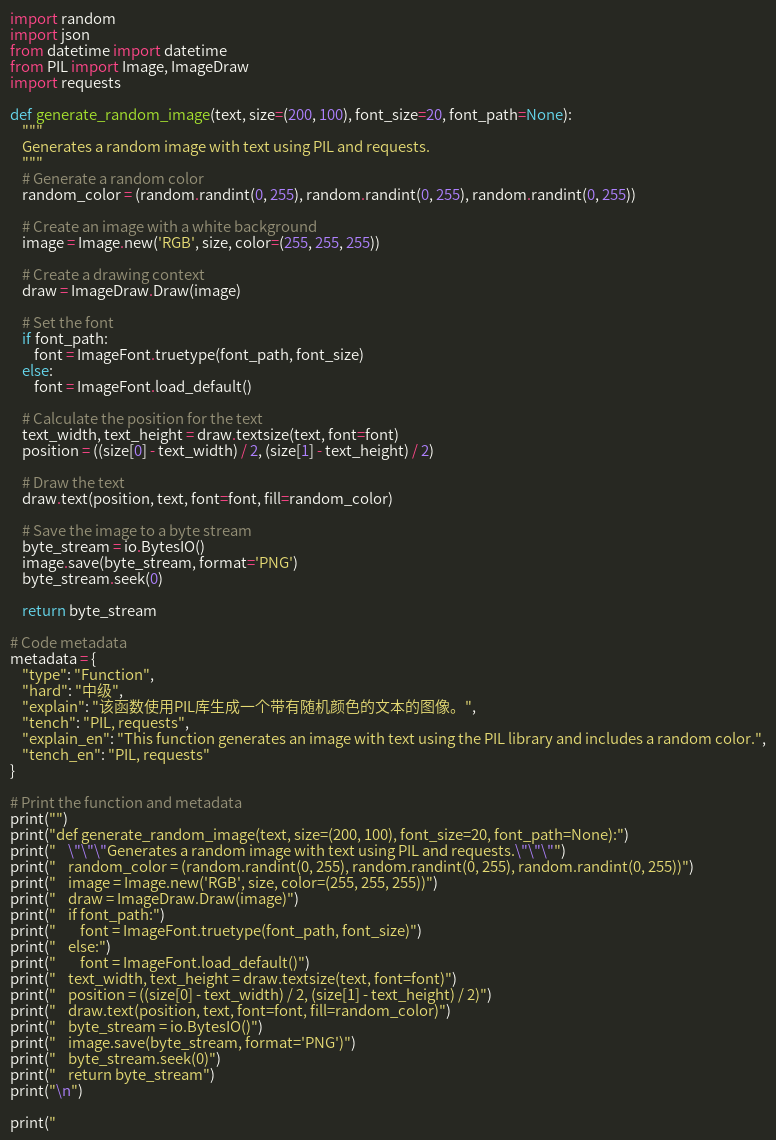 import random
import json
from datetime import datetime
from PIL import Image, ImageDraw
import requests

def generate_random_image(text, size=(200, 100), font_size=20, font_path=None):
    """
    Generates a random image with text using PIL and requests.
    """
    # Generate a random color
    random_color = (random.randint(0, 255), random.randint(0, 255), random.randint(0, 255))

    # Create an image with a white background
    image = Image.new('RGB', size, color=(255, 255, 255))

    # Create a drawing context
    draw = ImageDraw.Draw(image)

    # Set the font
    if font_path:
        font = ImageFont.truetype(font_path, font_size)
    else:
        font = ImageFont.load_default()

    # Calculate the position for the text
    text_width, text_height = draw.textsize(text, font=font)
    position = ((size[0] - text_width) / 2, (size[1] - text_height) / 2)

    # Draw the text
    draw.text(position, text, font=font, fill=random_color)

    # Save the image to a byte stream
    byte_stream = io.BytesIO()
    image.save(byte_stream, format='PNG')
    byte_stream.seek(0)

    return byte_stream

# Code metadata
metadata = {
    "type": "Function",
    "hard": "中级",
    "explain": "该函数使用PIL库生成一个带有随机颜色的文本的图像。",
    "tench": "PIL, requests",
    "explain_en": "This function generates an image with text using the PIL library and includes a random color.",
    "tench_en": "PIL, requests"
}

# Print the function and metadata
print("")
print("def generate_random_image(text, size=(200, 100), font_size=20, font_path=None):")
print("    \"\"\"Generates a random image with text using PIL and requests.\"\"\"")
print("    random_color = (random.randint(0, 255), random.randint(0, 255), random.randint(0, 255))")
print("    image = Image.new('RGB', size, color=(255, 255, 255))")
print("    draw = ImageDraw.Draw(image)")
print("    if font_path:")
print("        font = ImageFont.truetype(font_path, font_size)")
print("    else:")
print("        font = ImageFont.load_default()")
print("    text_width, text_height = draw.textsize(text, font=font)")
print("    position = ((size[0] - text_width) / 2, (size[1] - text_height) / 2)")
print("    draw.text(position, text, font=font, fill=random_color)")
print("    byte_stream = io.BytesIO()")
print("    image.save(byte_stream, format='PNG')")
print("    byte_stream.seek(0)")
print("    return byte_stream")
print("\n")

print("